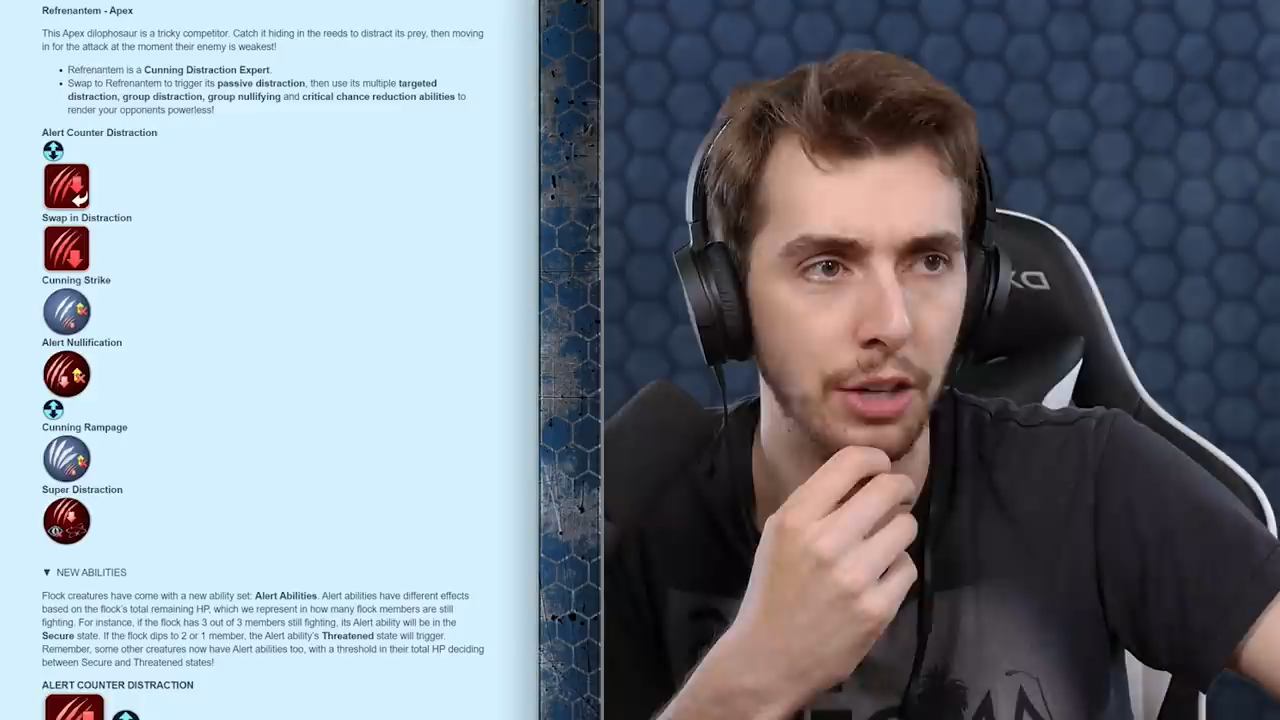 Refrenantem - Apex
This Apex dilophosaur is a tricky competitor. Catch it hiding in the reeds to distract its prey, then moving
in for the attack at the moment their enemy is weakest!
• Refrenantem is a Cunning Distraction Expert.
• Swap to Refrenantem to trigger its passive distraction, then use its multiple targeted
distraction, group distraction, group nullifying and critical chance reduction abilities to
render your opponents powerless!
Alert Counter Distraction
Swap in Distraction
Cunning Strike
Alert Nullification
Cunning Rampage
Super Distraction
▼ NEW ABILITIES
Flock creatures have come with a new ability set: Alert Abilities. Alert abilities have different effects
based on the flock's total remaining HP, which we represent in how many flock members are still
fighting. For instance, if the flock has 3 out of 3 members still fighting, its Alert ability will be in the
Secure state. If the flock dips to 2 or 1 member, the Alert ability's Threatened state will trigger.
Remember, some other creatures now have Alert abilities too, with a threshold in their total HP deciding
between Secure and Threatened states!
ALERT COUNTER DISTRACTION